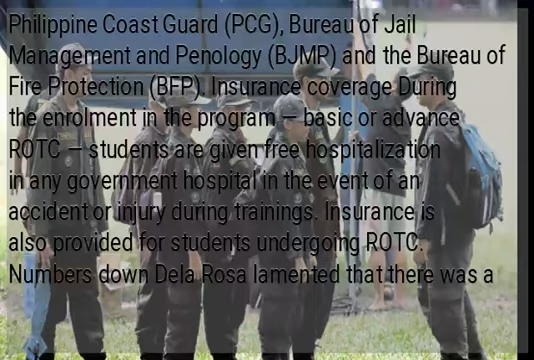 Philippine Coast Guard (PCG), Bureau of Jail
Management and Penology (BJMP) and the Bureau of
Fire Protection (BFP). Insurance coverage During
the enrolment in the program — basic or advance
ROTC — students are given free hospitalization
in any government hospital in the event of an
accident or injury during trainings. Insurance is
also provided for students undergoing ROTC.
Numbers down Dela Rosa lamented that there was a